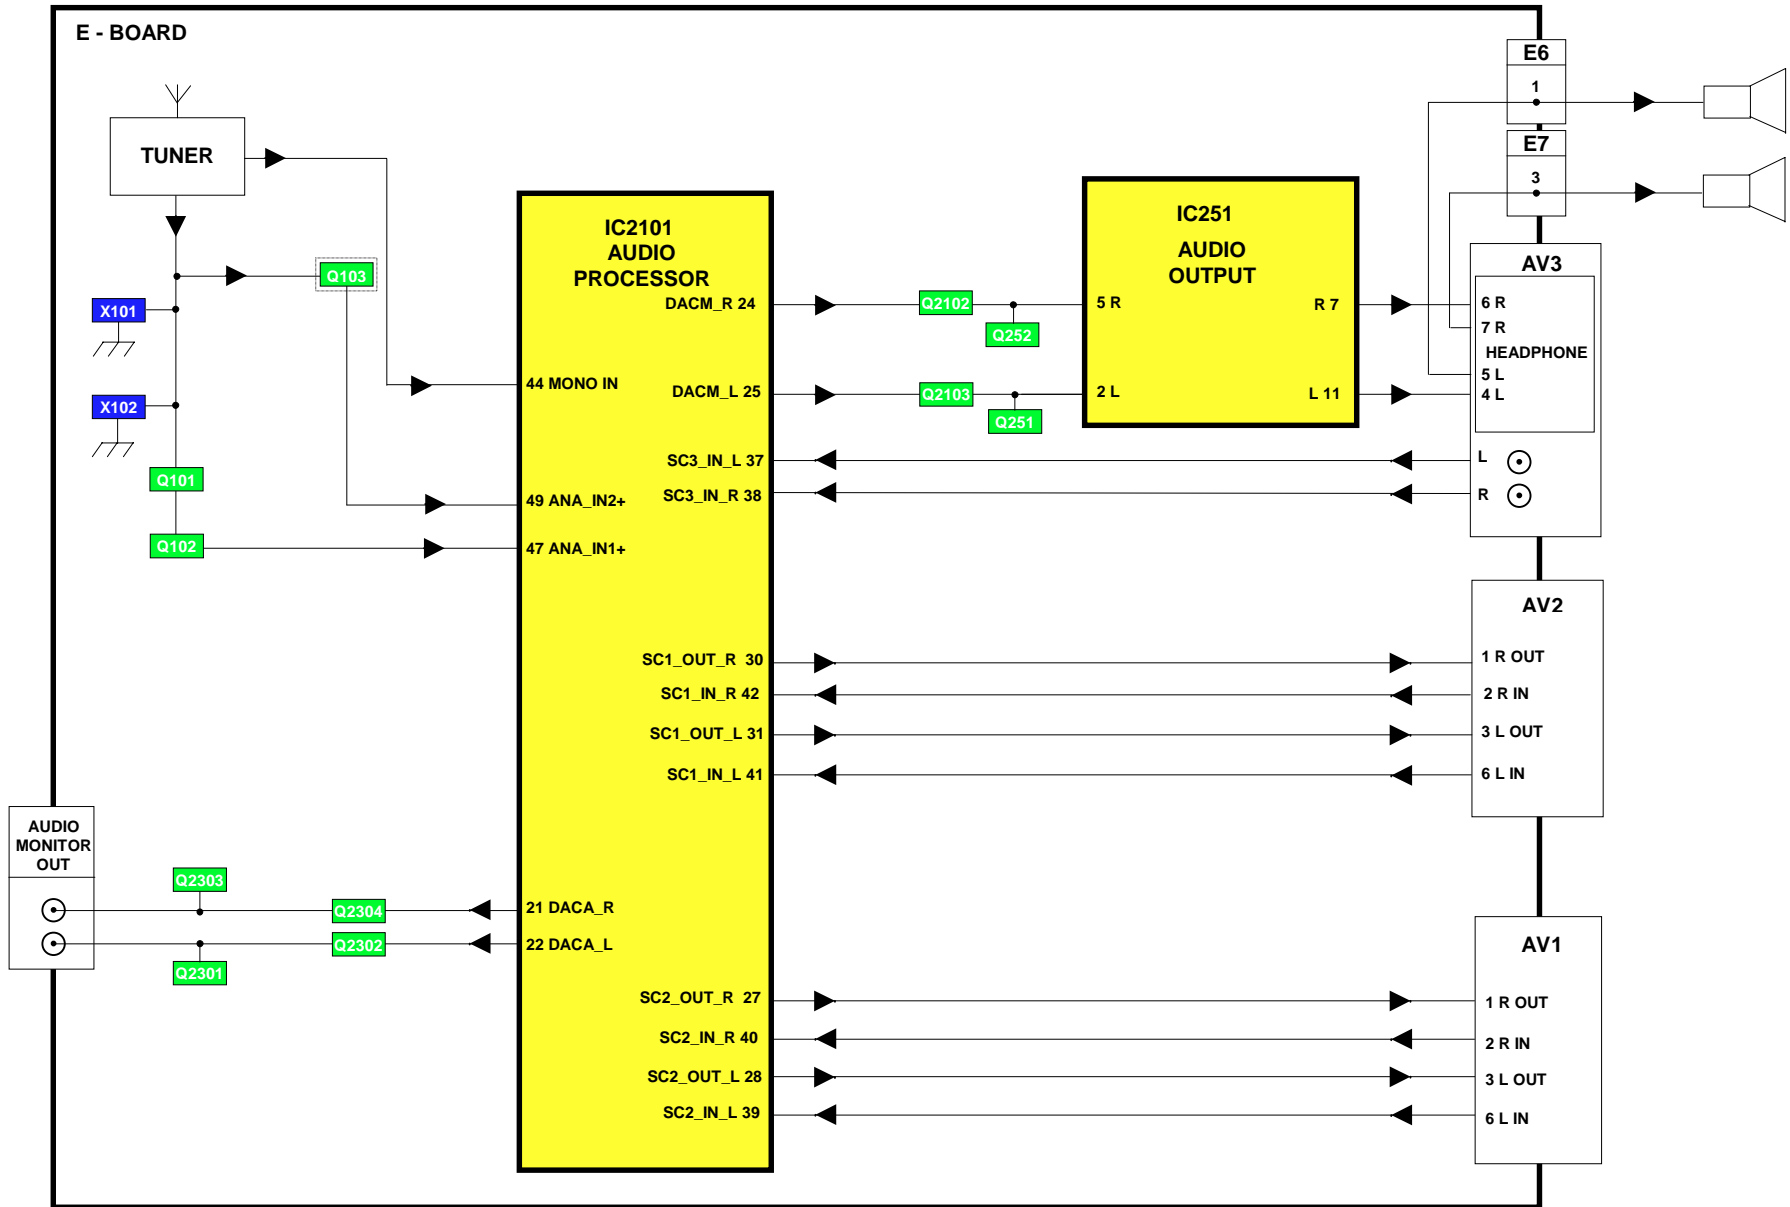 E - BOARD
TUNER
X101
X102
Q103
Q101
Q102
IC2101
AUDIO
PROCESSOR
DACM_R 24
44 MONO IN
DACM_L 25
SC3_IN_L 37
SC3_IN_R 38
49 ANA_IN2+
47 ANA_IN1+
SC1_OUT_R 30
SC1_IN_R 42
SC1_OUT_L 31
SC1_IN_L 41
21 DACA_R
22 DACA_L
SC2_OUT_R 27
SC2_IN_R 40
SC2_OUT_L 28
SC2_IN_L 39
Q2102
Q252
Q2103
Q251
IC251
AUDIO
OUTPUT
5 R
R 7
2 L
L 11
E6
1
E7
3
AV3
6 R
7 R
HEADPHONE
5 L
4 L
L
R
AV2
1 R OUT
2 R IN
3 L OUT
6 L IN
AUDIO
MONITOR
OUT
Q2303
Q2304
Q2302
Q2301
AV1
1 R OUT
2 R IN
3 L OUT
6 L IN